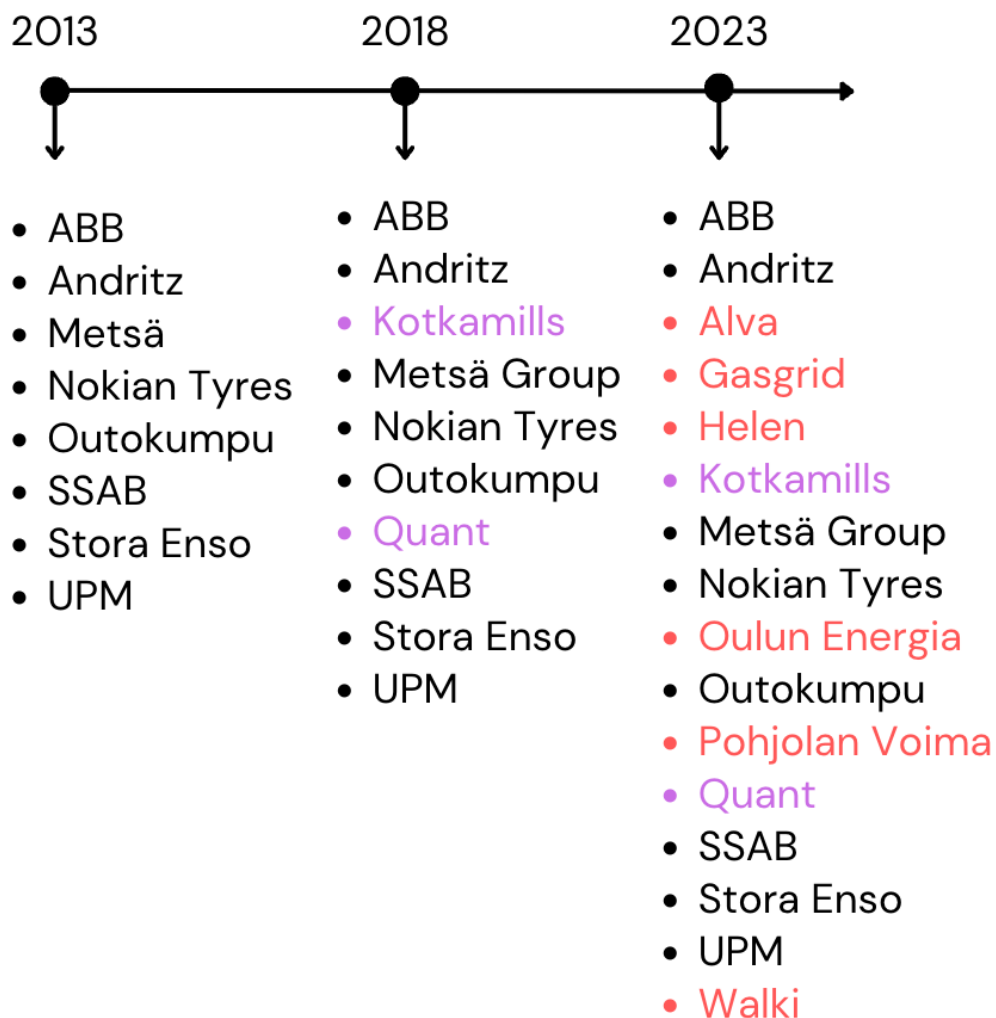 2013
2018
2023
ABB
Andritz
Metsä
Nokian Tyres
Outokumpu
SSAB
Stora Enso
UPM
ABB
Andritz
Kotkamills
Metsä Group
Nokian Tyres
Outokumpu
Quant
SSAB
Stora Enso
UPM
ABB
Andritz
Alva
Gasgrid
Helen
Kotkamills
Metsä Group
Nokian Tyres
Oulun Energia
Outokumpu
Pohjolan Voima
Quant
SSAB
Stora Enso
UPM
Walki